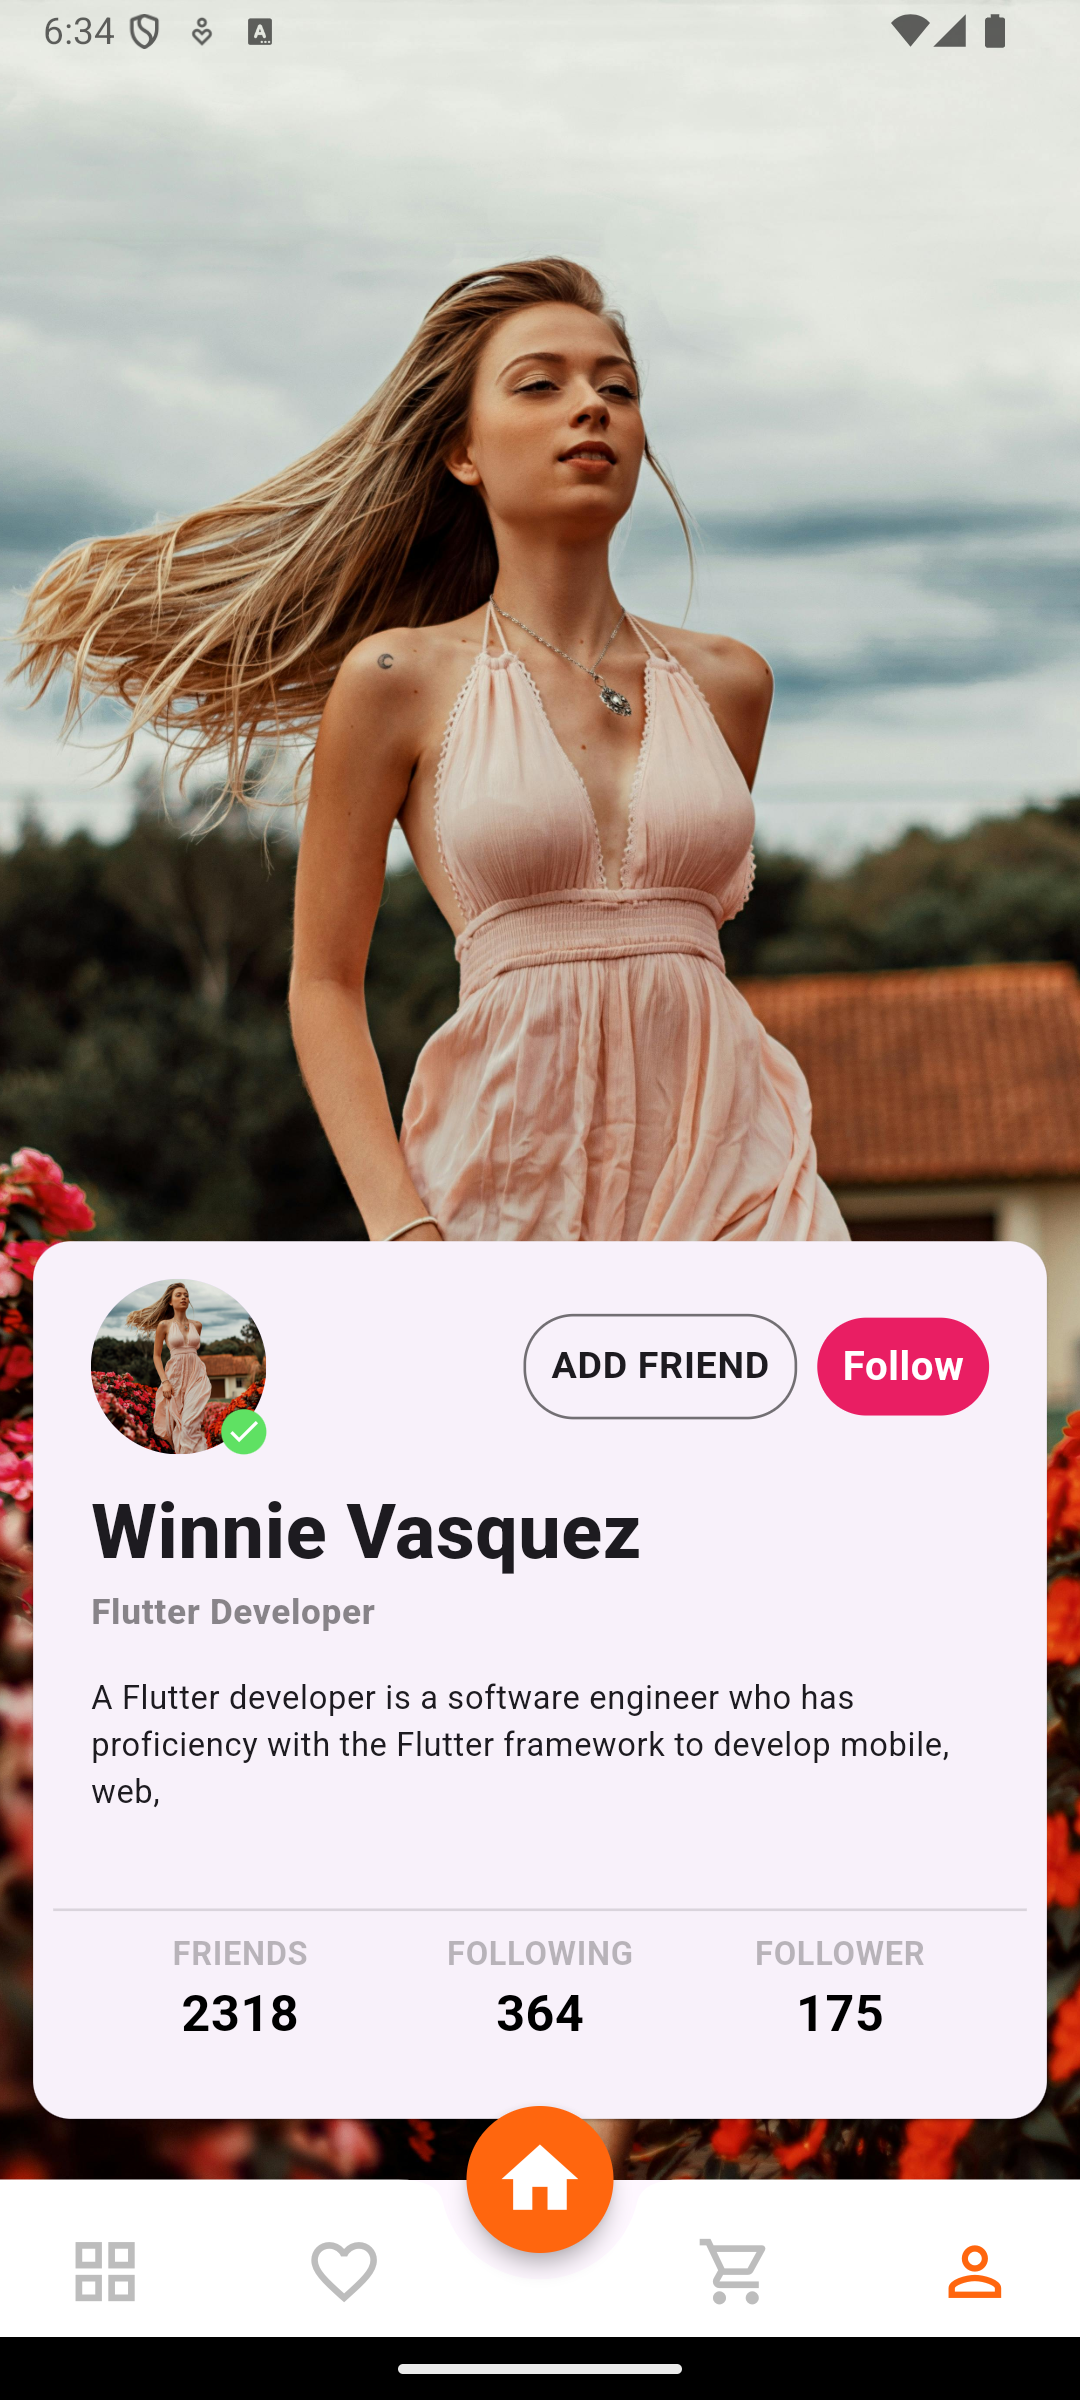 6:34
A
ADD FRIEND
Follow
Winnie Vasquez
Flutter Developer
A Flutter developer is a software engineer who has
proficiency with the Flutter framework to develop mobile,
web,
FRIENDS FOLLOWING FOLLOWER
2318 364 175